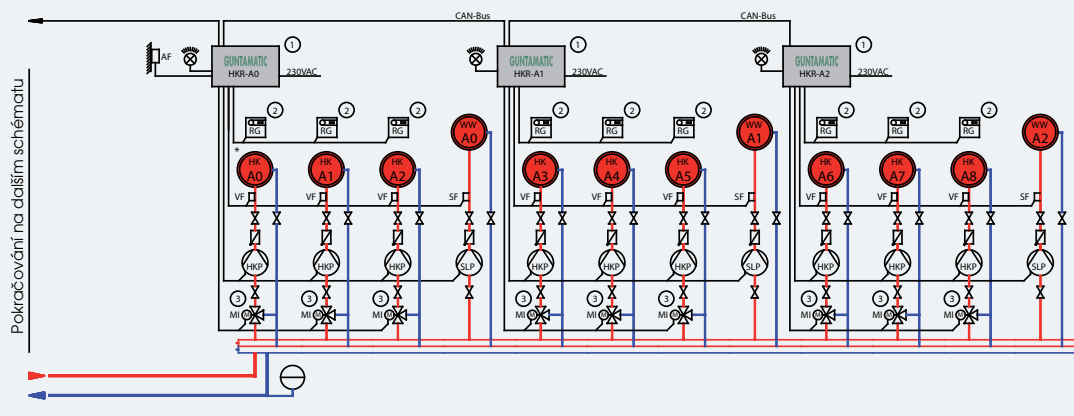 CAN-Bus CAN-Bus
1 1 1
AF
GUNTAMATIC GUNTAMATIC GUNTAMATIC
HKR-A0 230VAC HKR-A1 230VAC HKR-A2 230VAC
Pokračování na dalším schématu
2 2 2 2 2 2 2 2 2
RG RG RG RG RG RG RG RG RG
WW WW WW
A0 A1 A2
*
HK HK HK HK HK HK HK HK HK
A0 A1 A2 A3 A4 A5 A6 A7 A8
VF VF VF SF VF VF VF SF VF VF VF SF
HKP HKP HKP SLP HKP HKP HKP SLP HKP HKP HKP SLP
3 3 3 3 3 3 3 3 3
MI M MI M MI M MI M MI M MI M MI M MI M MI M